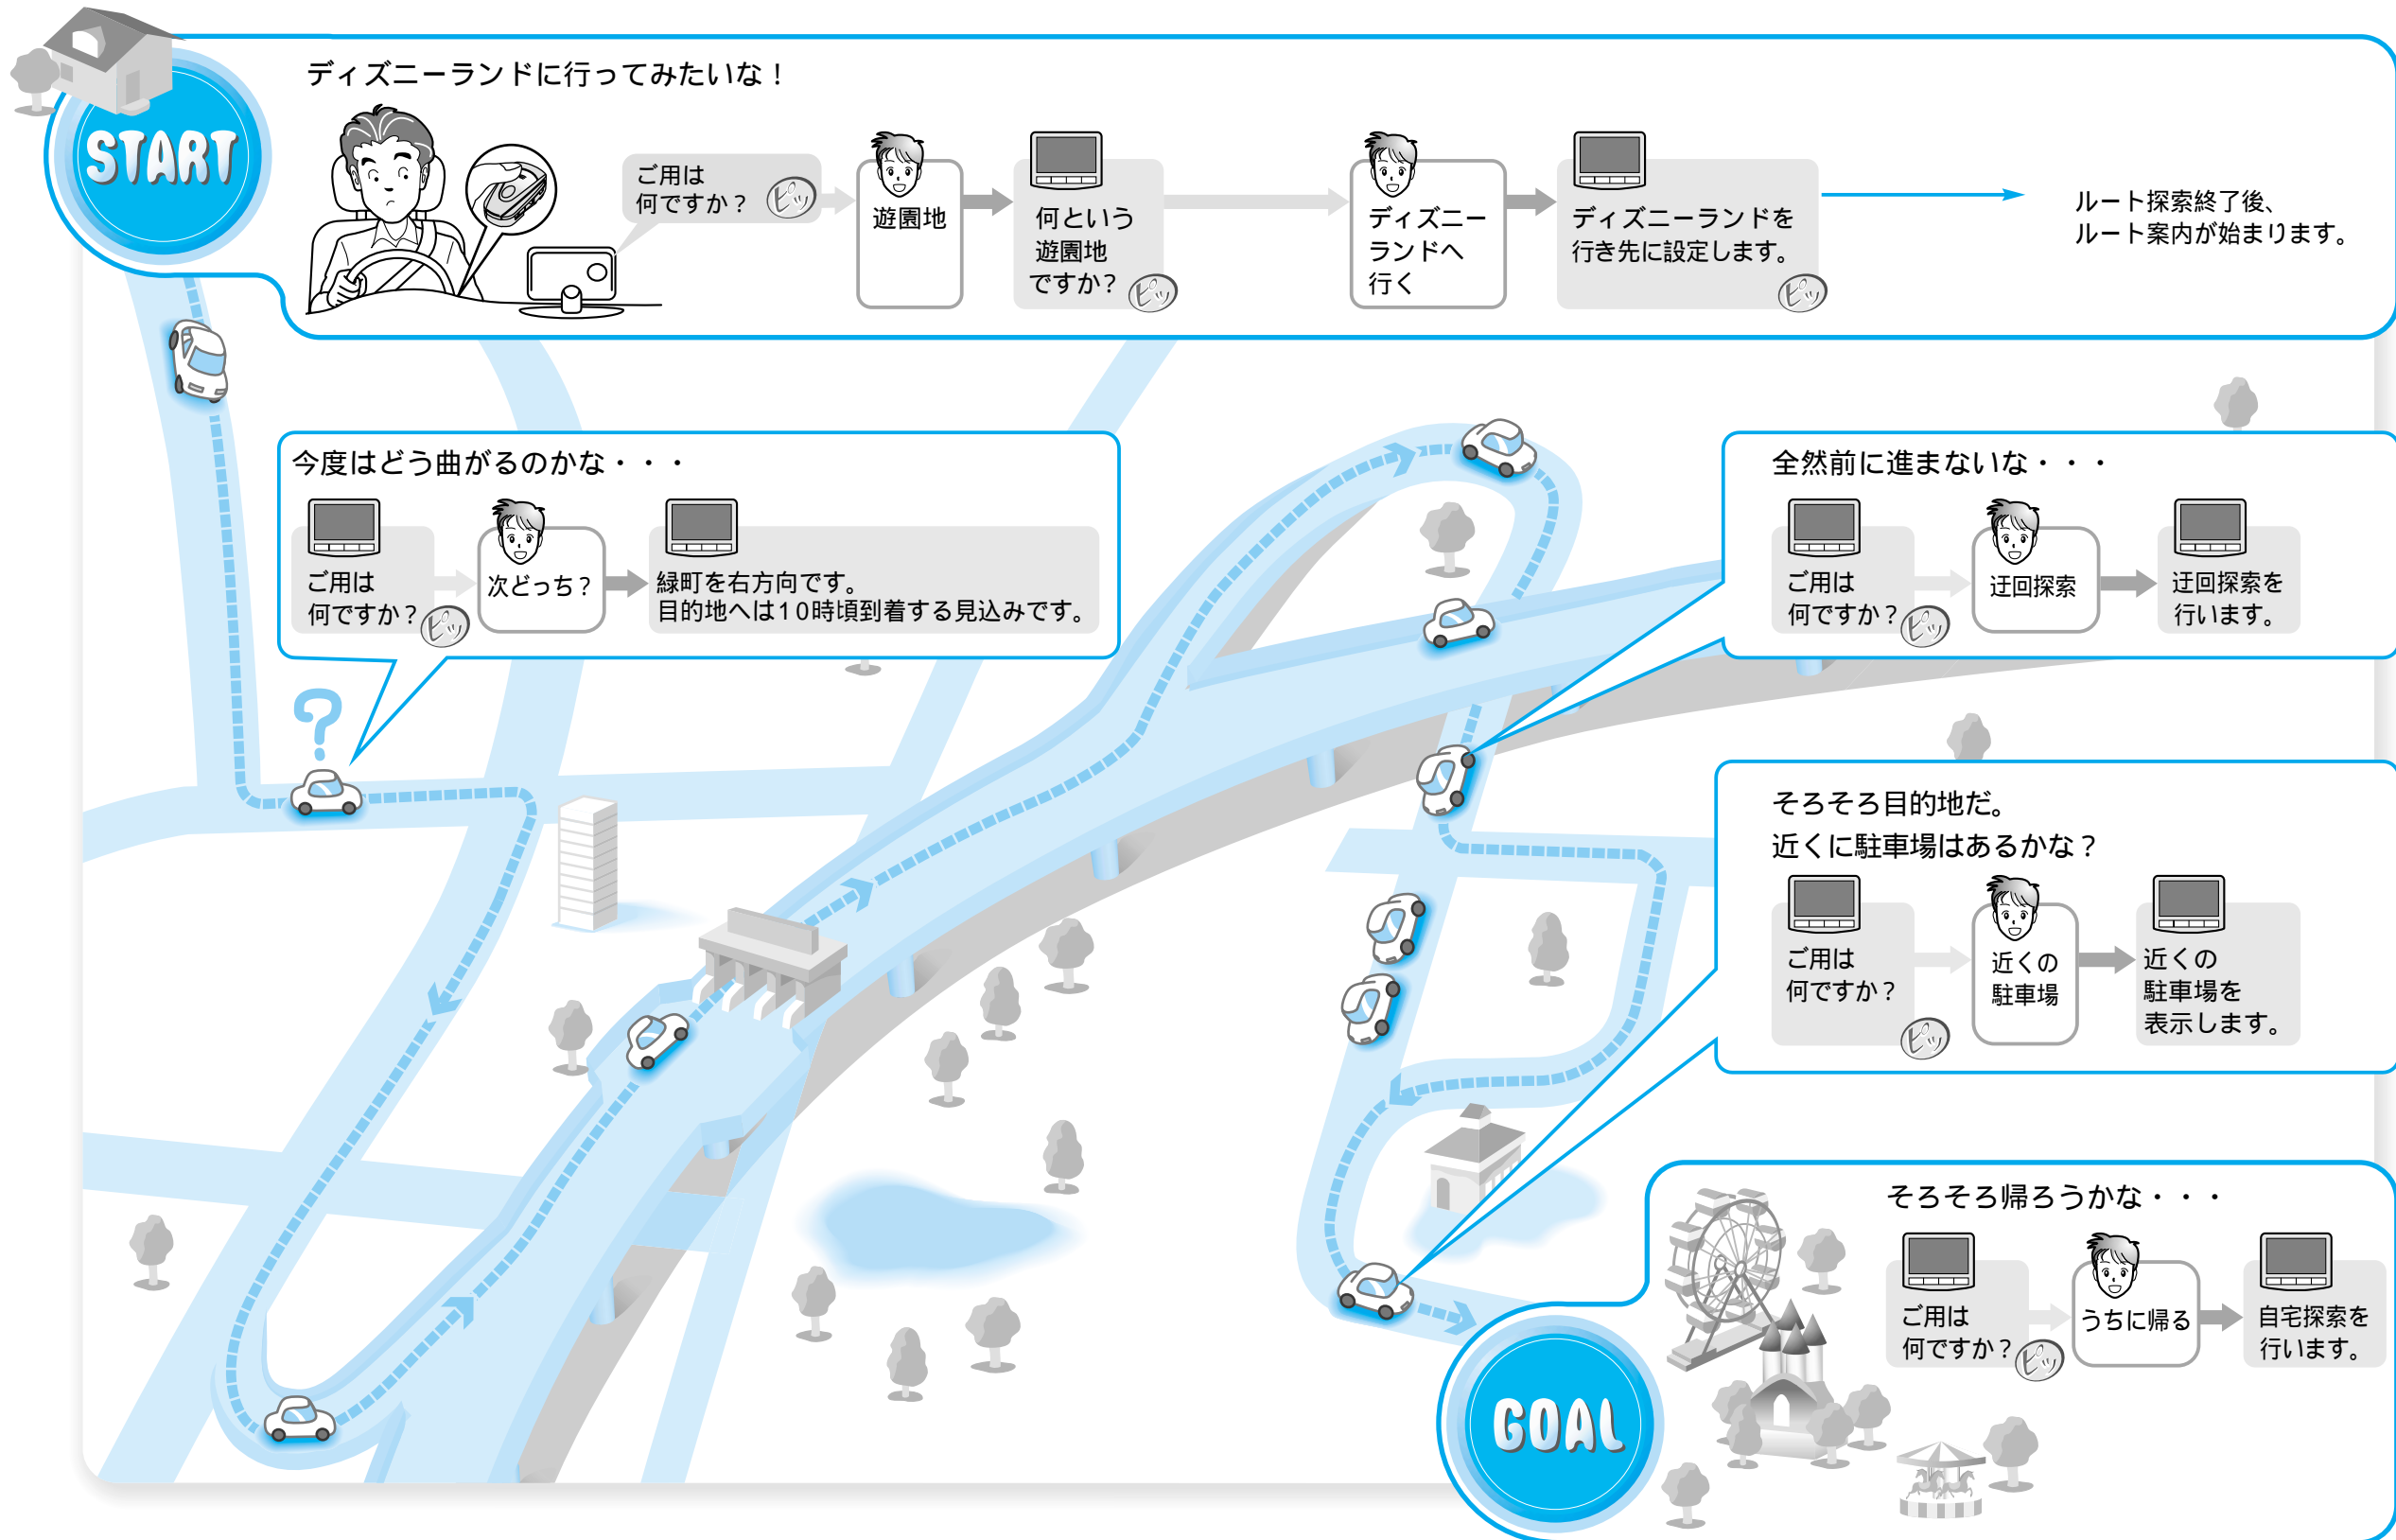 START
ディズニーランドに行ってみたいな！
ご用は
何ですか？
ピッ
遊園地
何という
遊園地
ですか？
ピッ
ディズニー
ランドへ
行く
ディズニーランドを
行き先に設定します。
ピッ
ルート探索終了後、
ルート案内が始まります。
今度はどう曲がるのかな・・・
ご用は
何ですか？
ピッ
次どっち？
緑町を右方向です。
目的地へは１０時頃到着する見込みです。
?
全然前に進まないな・・・
ご用は
何ですか？
ピッ
迂回探索
迂回探索を
行います。
そろそろ目的地だ。
近くに駐車場はあるかな？
ご用は
何ですか？
ピッ
近くの
駐車場
近くの
駐車場を
表示します。
そろそろ帰ろうかな・・・
ご用は
何ですか？
ピッ
うちに帰る
自宅探索を
行います。
GOAL